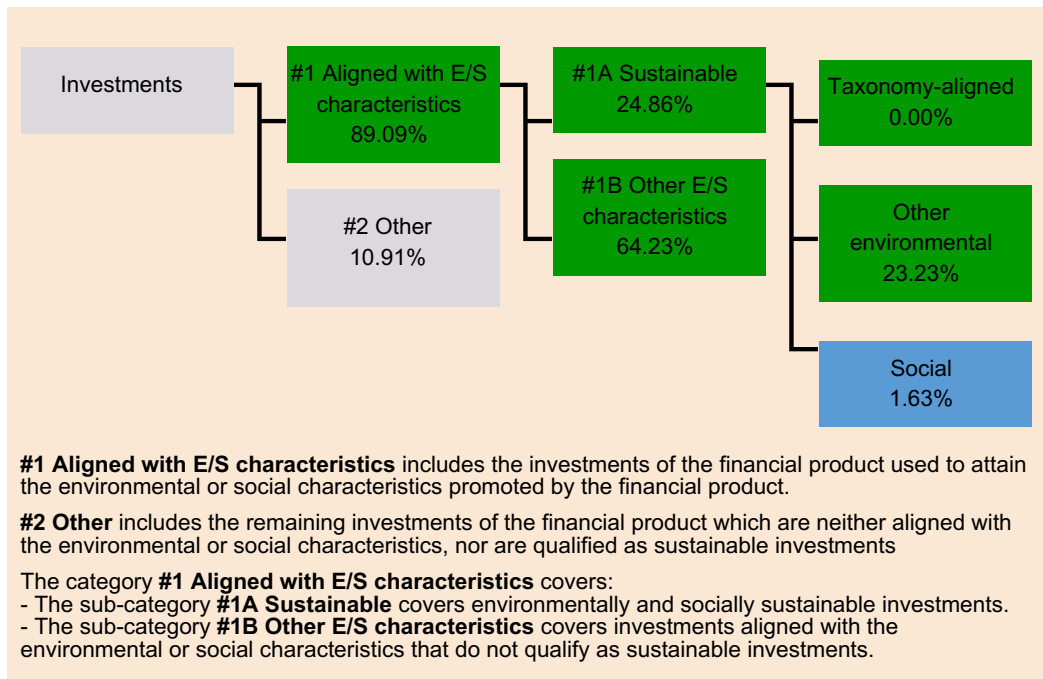 Investments
#1 Aligned with E/S
characteristics
89.09%
#2 Other
10.91%
#1A Sustainable
24.86%
#1B Other E/S
characteristics
64.23%
Taxonomy-aligned
0.00%
Other
environmental
23.23%
Social
1.63%
#1 Aligned with E/S characteristics includes the investments of the financial product used to attain
the environmental or social characteristics promoted by the financial product.
#2 Other includes the remaining investments of the financial product which are neither aligned with
the environmental or social characteristics, nor are qualified as sustainable investments
The category #1 Aligned with E/S characteristics covers:
- The sub-category #1A Sustainable covers environmentally and socially sustainable investments.
- The sub-category #1B Other E/S characteristics covers investments aligned with the
environmental or social characteristics that do not qualify as sustainable investments.